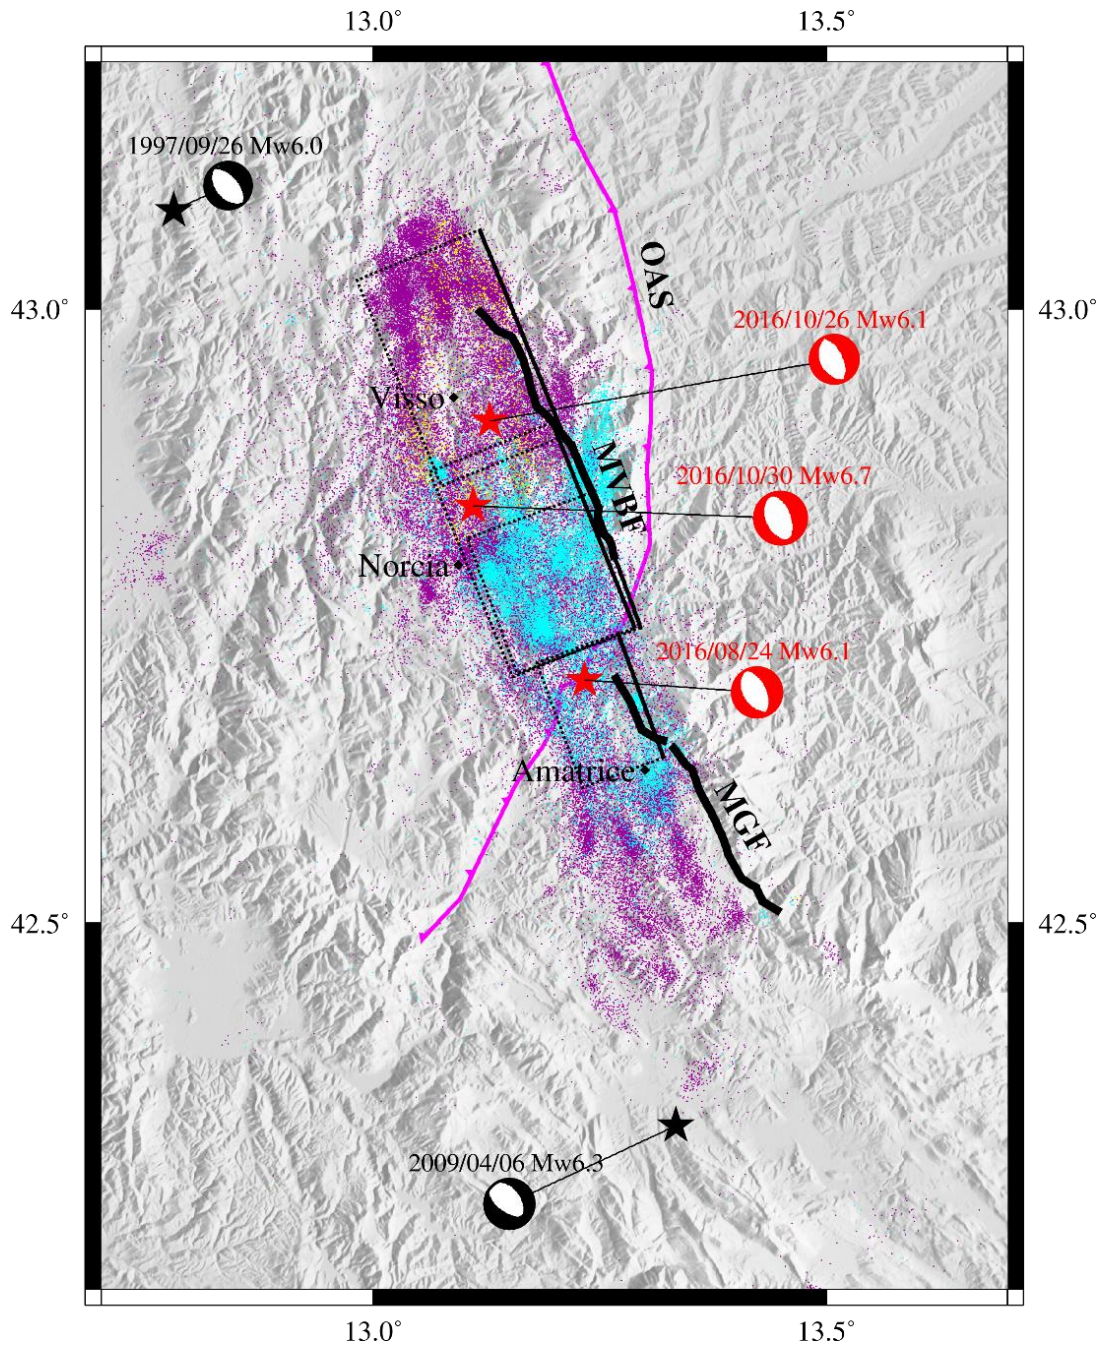 13.0° 13.5°
1997/09/26 Mw6.0
OAS
43.0° 43.0°
2016/10/26 Mw6.1
Visso
MVBF
2016/10/30 Mw6.7
Norcia
2016/08/24 Mw6.1
Amatrice
MGF
42.5° 42.5°
2009/04/06 Mw6.3
13.0° 13.5°